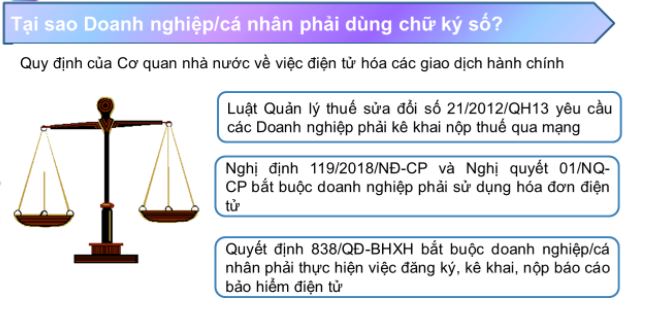 Tại sao Doanh nghiệp/cá nhân phải dùng chữ ký số?
Quy định của Cơ quan nhà nước về việc điện tử hóa các giao dịch hành chính
Luật Quản lý thuế sửa đổi số 21/2012/QH13 yêu cầu
các Doanh nghiệp phải kê khai nộp thuế qua mạng
Nghị định 119/2018/NĐ-CP và Nghị quyết 01/NQ-
CP bắt buộc doanh nghiệp phải sử dụng hóa đơn điện
tử
Quyết định 838/QĐ-BHXH bắt buộc doanh nghiệp/cá
nhân phải thực hiện việc đăng ký, kê khai, nộp báo cáo
bảo hiểm điện tử